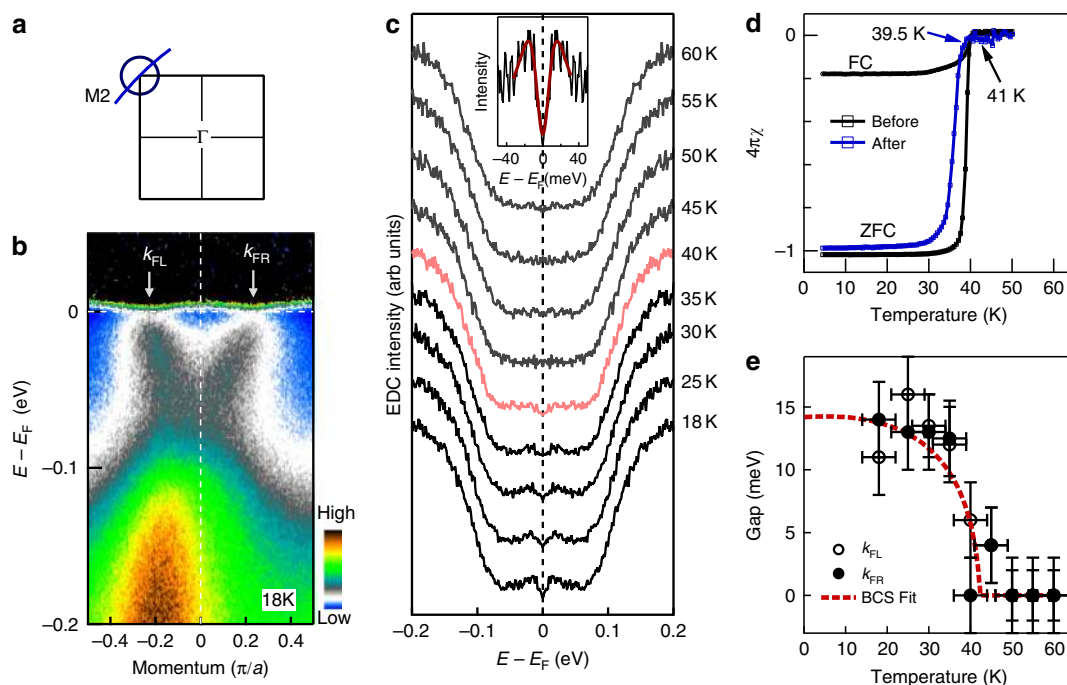 a
M2
Γ
b
k_FL
k_FR
0
−0.1
−0.2
E − E_F (eV)
High
Low
18K
−0.4
0
0.4
Momentum (π/a)
c
Intensity
−40
0
40
E − E_F (meV)
60 K
55 K
50 K
45 K
40 K
35 K
30 K
25 K
18 K
EDC intensity (arb units)
−0.2
−0.1
0
0.1
0.2
E − E_F (eV)
d
39.5 K
0
FC
41 K
Before
After
4πχ
ZFC
−1
0 10 20 30 40 50 60
Temperature (K)
e
15
10
5
0
Gap (meV)
k_FL
k_FR
BCS Fit
0 10 20 30 40 50 60
Temperature (K)